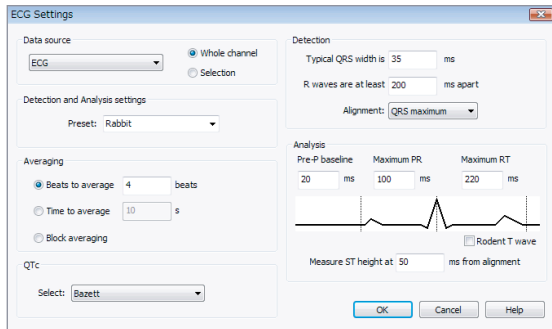 ECG Settings
Data source
ECG
Whole channel
Selection
Detection and Analysis settings
Preset: Rabbit
Averaging
Beats to average 4 beats
Time to average 10 s
Block averaging
QTc
Select: Bazett
Detection
Typical QRS width is 35 ms
R waves are at least 200 ms apart
Alignment: QRS maximum
Analysis
Pre-P baseline Maximum PR Maximum RT
20 ms 100 ms 220 ms
Rodent T wave
Measure ST height at 50 ms from alignment
OK Cancel Help